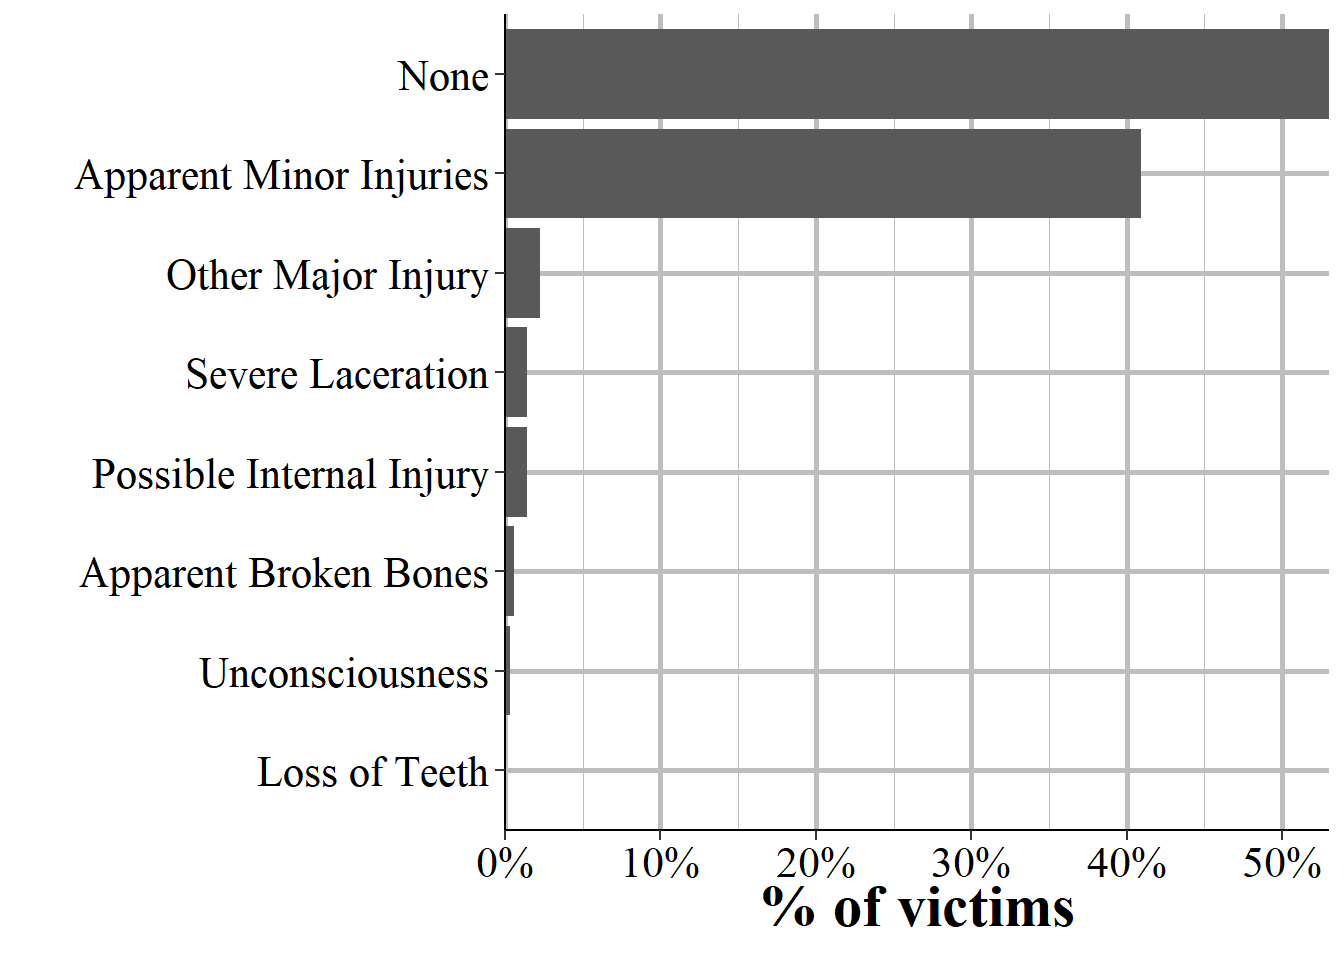 None
Apparent Minor Injuries
Other Major Injury
Severe Laceration
Possible Internal Injury
Apparent Broken Bones
Unconsciousness
Loss of Teeth
0% 10% 20% 30% 40% 50%
% of victims